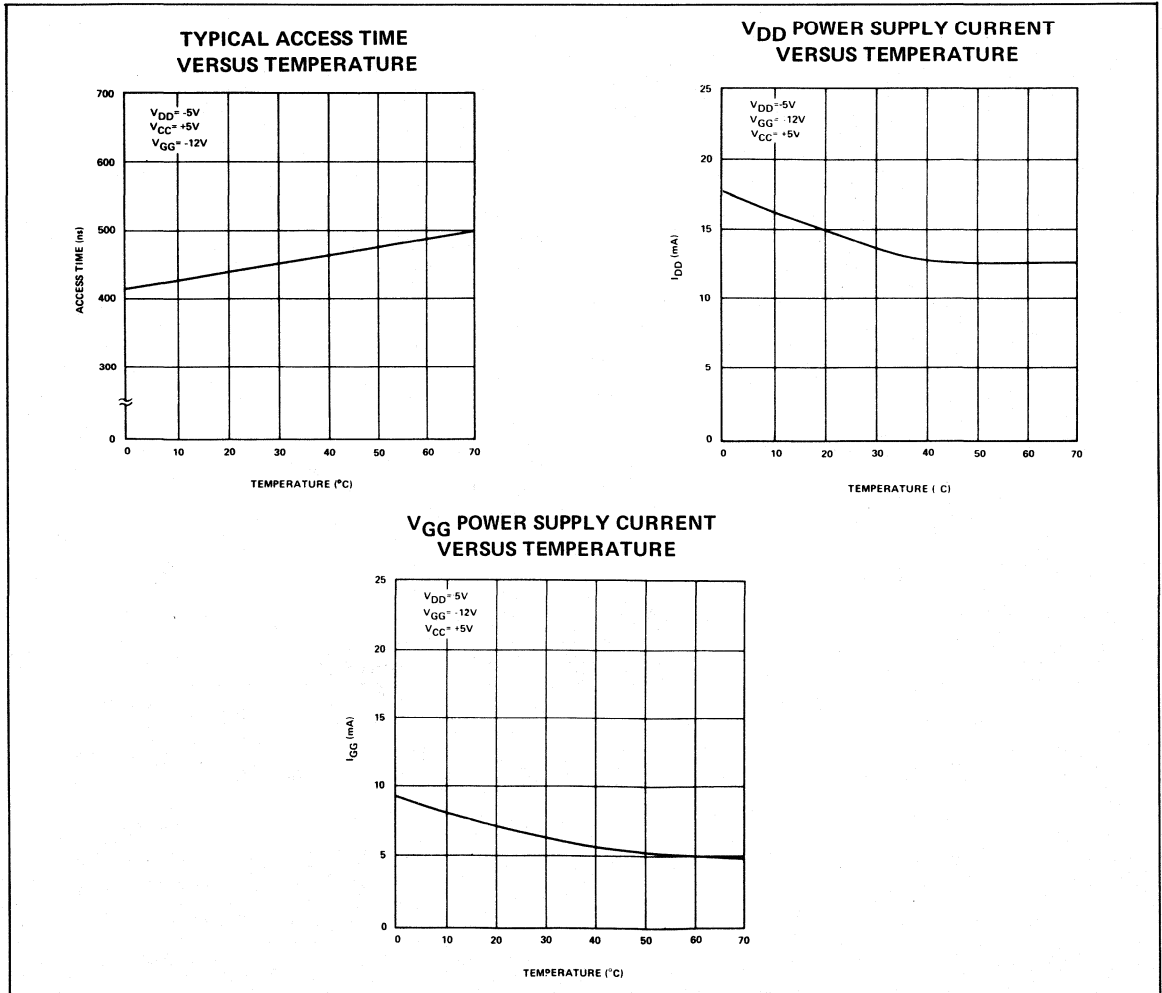 TYPICAL ACCESS TIME
VERSUS TEMPERATURE
700
600
500
400
300
0
ACCESS TIME (ns)
VDD= -5V
VCC= +5V
VGG= -12V
0 10 20 30 40 50 60 70
TEMPERATURE (°C)
VDD POWER SUPPLY CURRENT
VERSUS TEMPERATURE
25
20
15
10
5
0
IDD (mA)
VDD=-5V
VGG= -12V
VCC= +5V
0 10 20 30 40 50 60 70
TEMPERATURE ( C)
VGG POWER SUPPLY CURRENT
VERSUS TEMPERATURE
25
20
15
10
5
0
IGG (mA)
VDD= 5V
VGG= -12V
VCC= +5V
0 10 20 30 40 50 60 70
TEMPERATURE (°C)